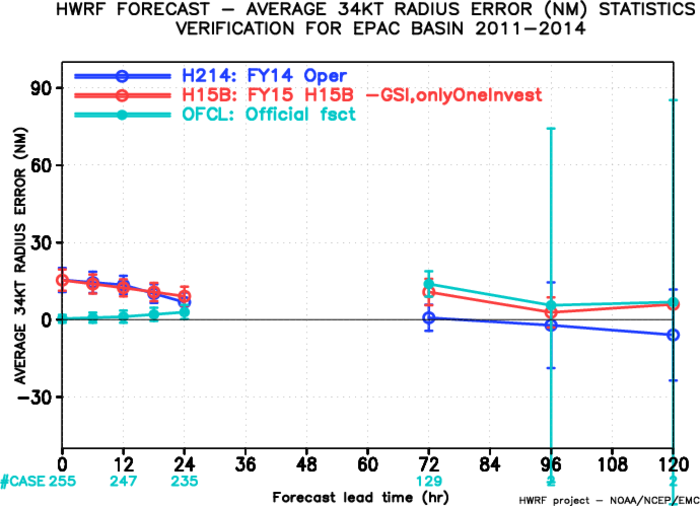 HWRF FORECAST – AVERAGE 34KT RADIUS ERROR (NM) STATISTICS
VERIFICATION FOR EPAC BASIN 2011–2014
H214: FY14 Oper
H15B: FY15 H15B –GSI,onlyOneInvest
OFCL: Official fsct
AVERAGE 34KT RADIUS ERROR (NM)
90
60
30
0
–30
0 12 24 36 48 60 72 84 96 108 120
#CASE 255 247 235 129 2 2
Forecast lead time (hr)
HWRF project – NOAA/NCEP/EMC